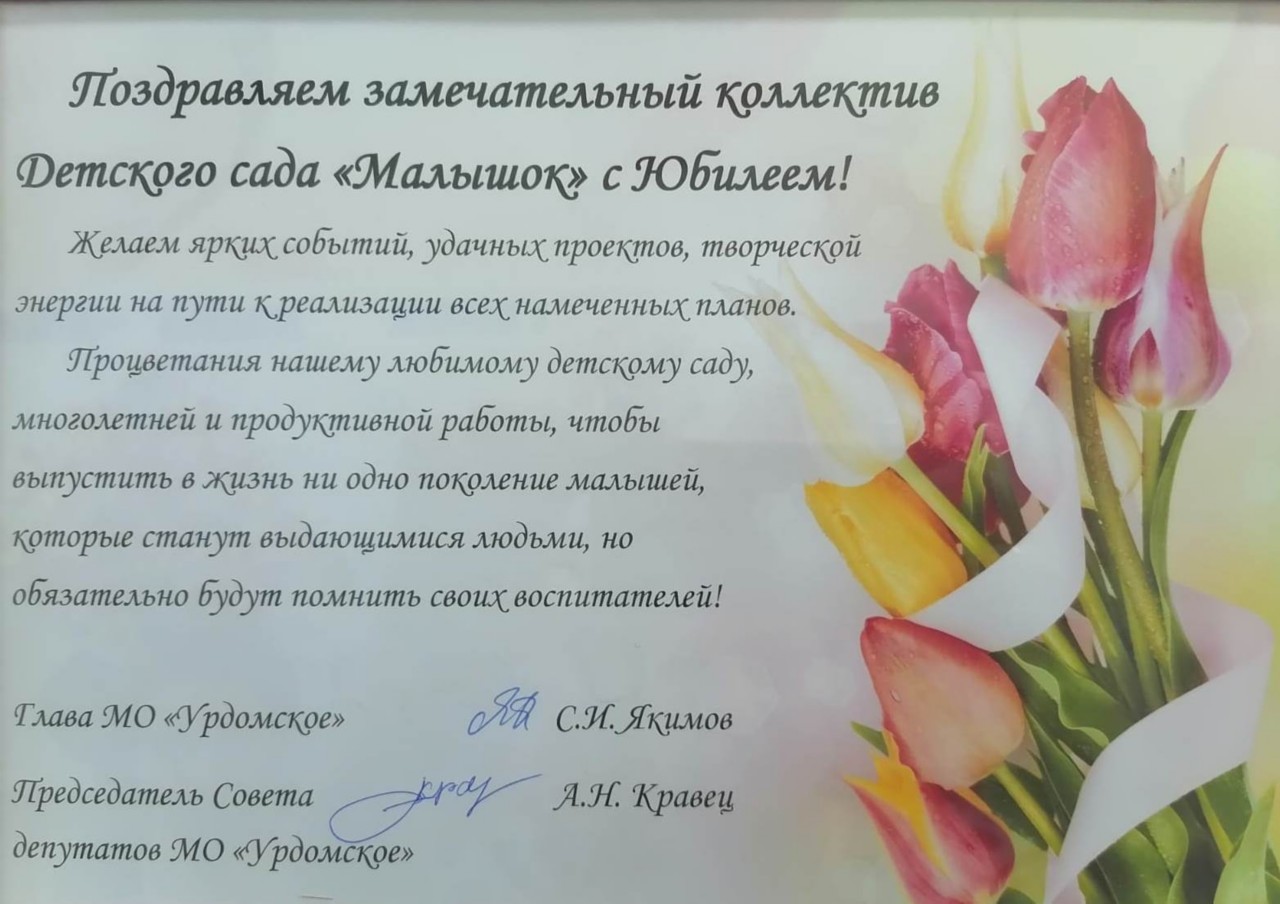 Поздравляем замечательный коллектив
Детского сада «Малышок» с Юбилеем!
Желаем ярких событий, удачных проектов, творческой
энергии на пути к реализации всех намеченных планов.
Процветания нашему любимому детскому саду,
многолетней и продуктивной работы, чтобы
выпустить в жизнь ни одно поколение малышей,
которые станут выдающимися людьми, но
обязательно будут помнить своих воспитателей!
Глава МО «Урдомское» С.И. Якимов
Председатель Совета А.Н. Кравец
депутатов МО «Урдомское»